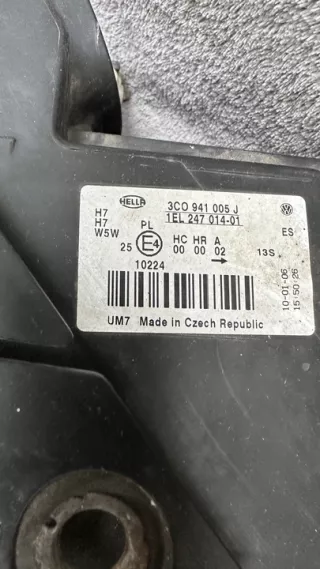 HELLA
3C0 941 005 J
1EL 247 014-01
H7
H7
W5W
PL
ES
25 E4
HC HR A
00 00 02
13S
10224
10-01-06
15:50:26
UM7 Made in Czech Republic